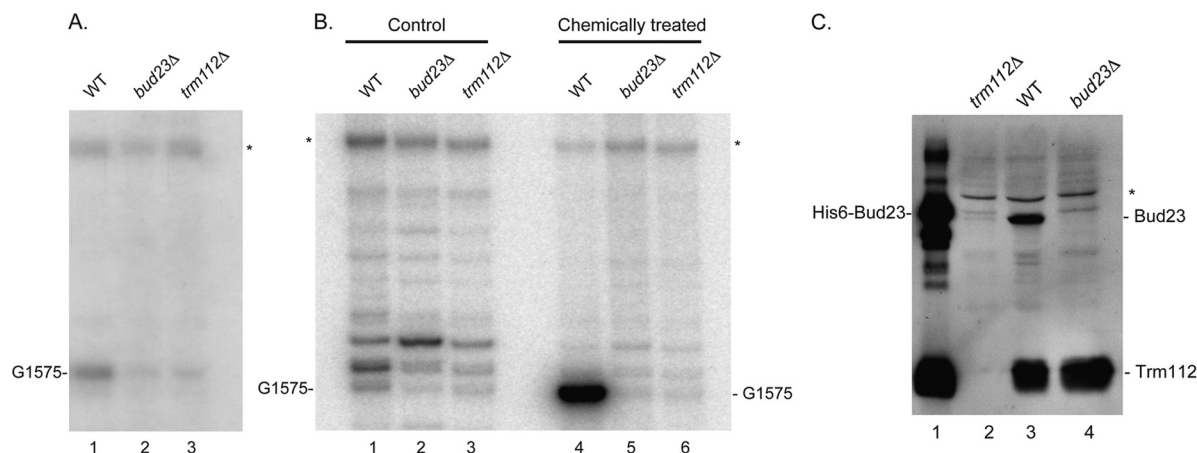 A.
WT
bud23Δ
trm112Δ
*
G1575-
1 2 3
B.
Control
Chemically treated
WT
bud23Δ
trm112Δ
WT
bud23Δ
trm112Δ
*
*
G1575-
- G1575
1 2 3 4 5 6
C.
trm112Δ
WT
bud23Δ
*
His6-Bud23-
- Bud23
- Trm112
1 2 3 4